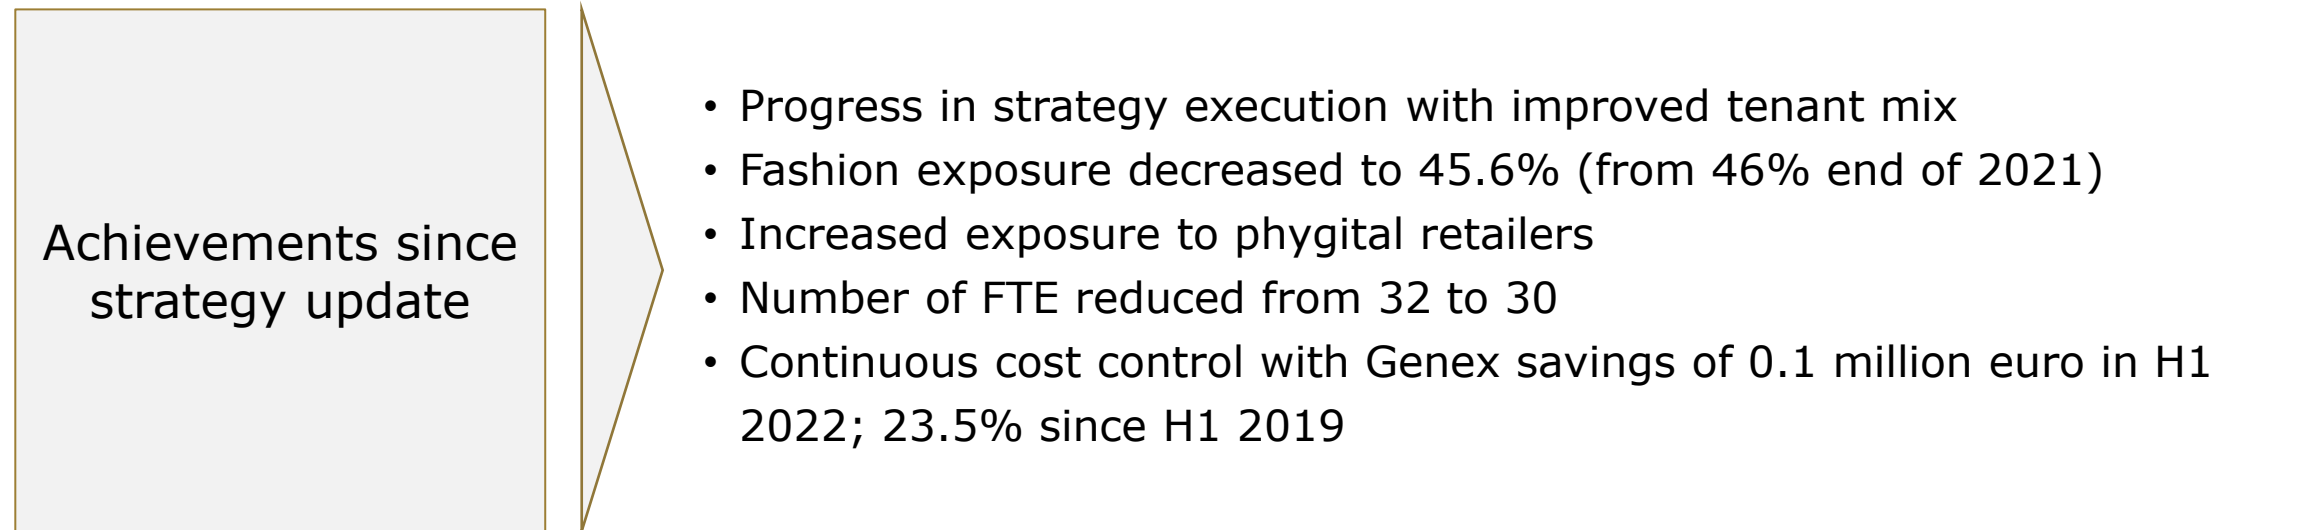 Achievements since
strategy update
• Progress in strategy execution with improved tenant mix
• Fashion exposure decreased to 45.6% (from 46% end of 2021)
• Increased exposure to phygital retailers
• Number of FTE reduced from 32 to 30
• Continuous cost control with Genex savings of 0.1 million euro in H1
2022; 23.5% since H1 2019